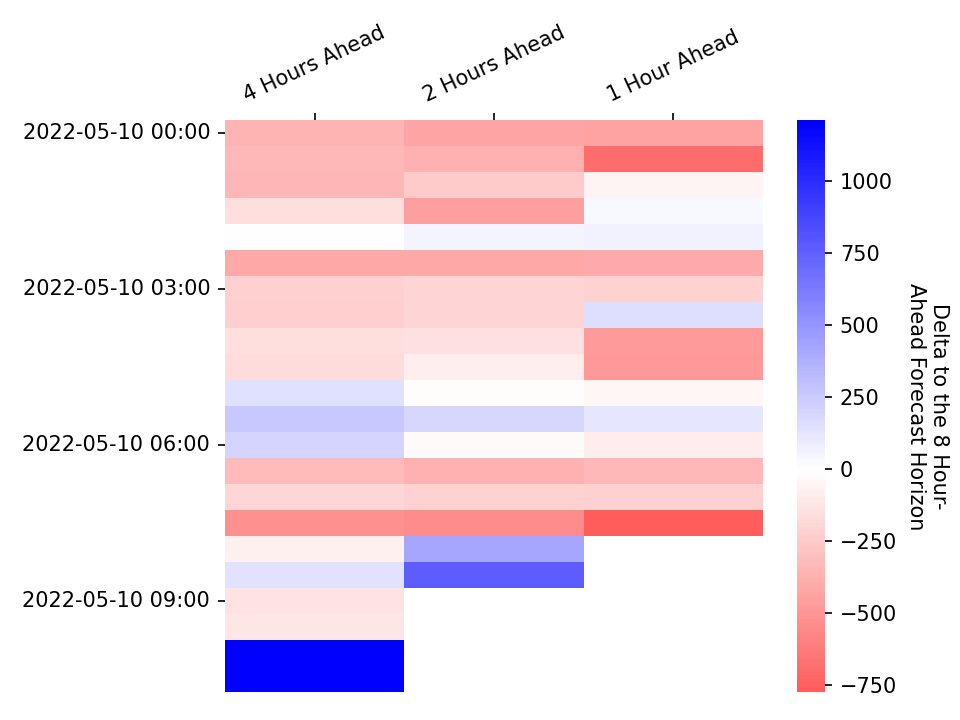 4 Hours Ahead
2 Hours Ahead
1 Hour Ahead
2022-05-10 00:00
2022-05-10 03:00
2022-05-10 06:00
2022-05-10 09:00
1000
750
500
250
0
−250
−500
−750
Delta to the 8 Hour-
Ahead Forecast Horizon